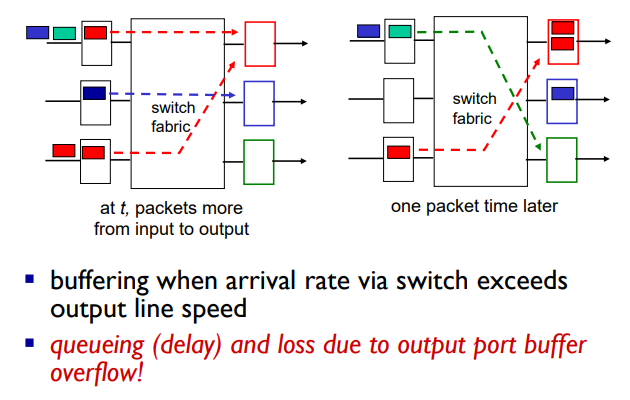 switch
fabric
at t, packets more
from input to output
switch
fabric
one packet time later
buffering when arrival rate via switch exceeds
output line speed
queueing (delay) and loss due to output port buffer
overflow!